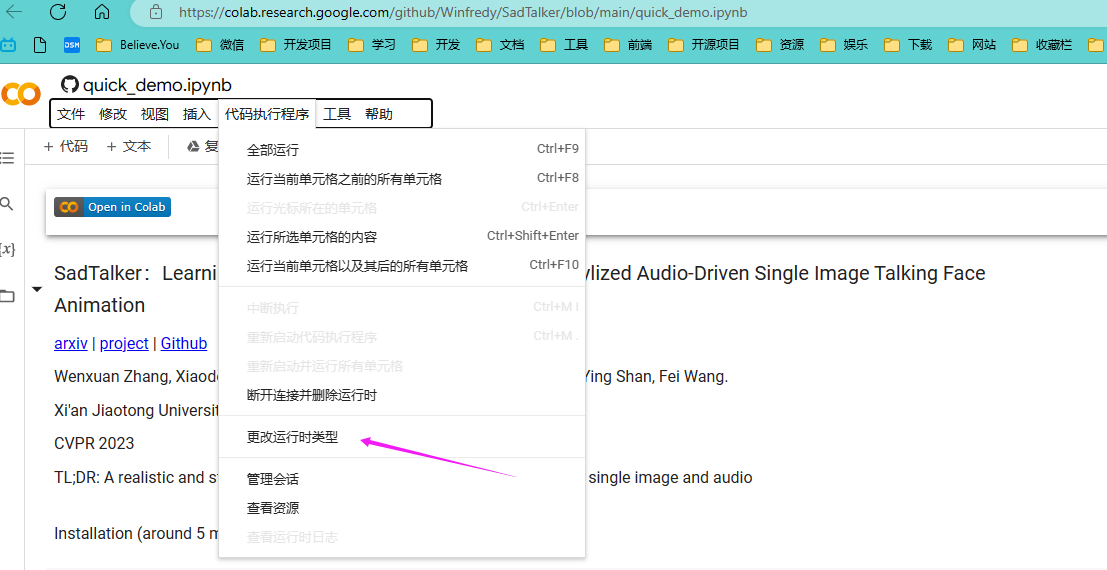 https://colab.research.google.com/github/Winfredy/SadTalker/blob/main/quick_demo.ipynb
DSH Believe.You 微信 开发项目 学习 开发 文档 工具 前端 开源项目 资源 娱乐 下载 网站 收藏栏
quick_demo.ipynb
文件 修改 视图 插入 代码执行程序 工具 帮助
+ 代码 + 文本 复
全部运行 Ctrl+F9
运行当前单元格之前的所有单元格 Ctrl+F8
运行光标所在的单元格 Ctrl+Enter
运行所选单元格的内容 Ctrl+Shift+Enter
运行当前单元格以及其后的所有单元格 Ctrl+F10
中断执行 Ctrl+M I
重新启动代码执行程序 Ctrl+M .
重新启动并运行所有单元格
断开连接并删除运行时
更改运行时类型
管理会话
查看资源
查看运行时日志
Open in Colab
{x}
SadTalker: Learni ylized Audio-Driven Single Image Talking Face
Animation
arxiv | project | Github
Wenxuan Zhang, Xiaod Ying Shan, Fei Wang.
Xi'an Jiaotong Universit
CVPR 2023
TL;DR: A realistic and st single image and audio
Installation (around 5 m